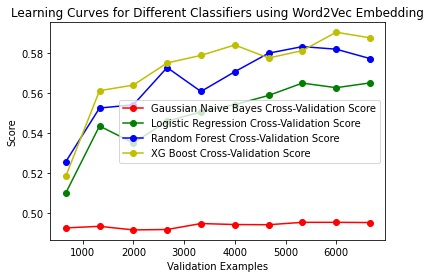 Learning Curves for Different Classifiers using Word2Vec Embedding
Score
0.58
0.56
0.54
0.52
0.50
Gaussian Naive Bayes Cross-Validation Score
Logistic Regression Cross-Validation Score
Random Forest Cross-Validation Score
XG Boost Cross-Validation Score
1000 2000 3000 4000 5000 6000
Validation Examples